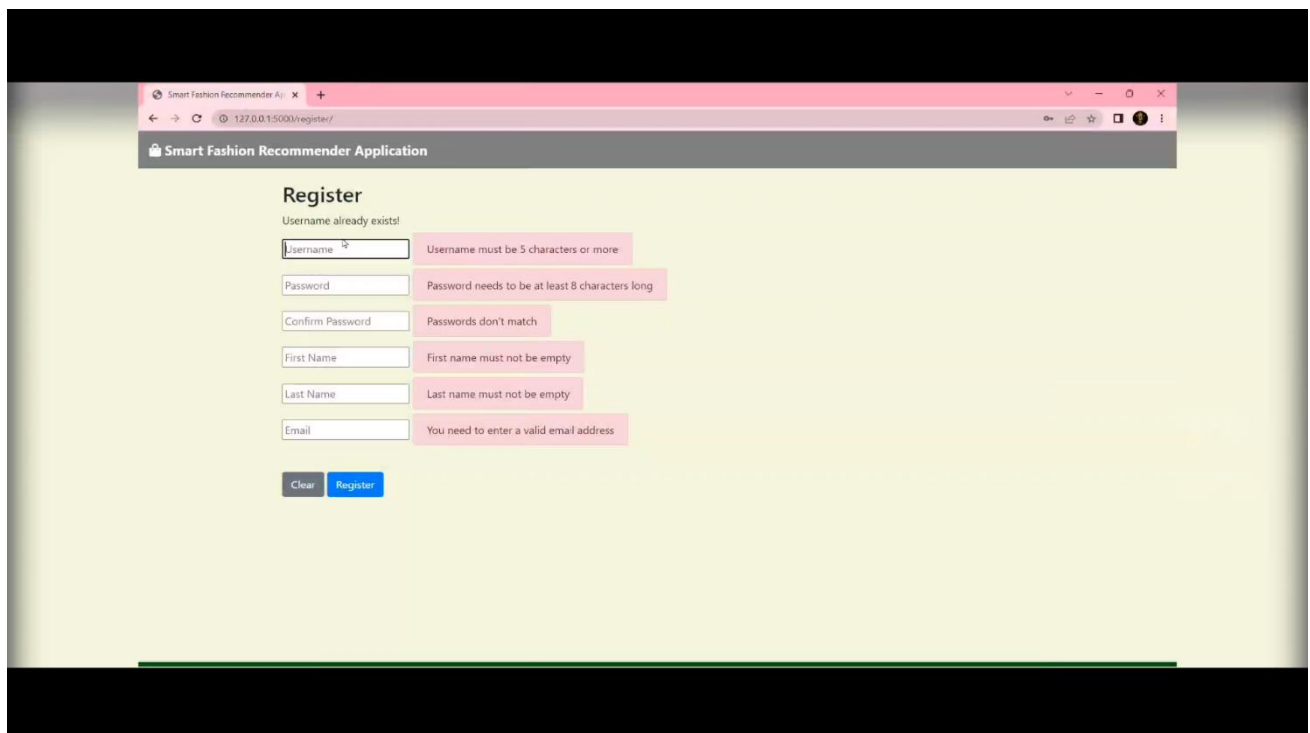 Smart Fashion Recommender Ap
127.0.0.1:5000/register/
Smart Fashion Recommender Application
Register
Username already exists!
Username Username must be 5 characters or more
Password Password needs to be at least 8 characters long
Confirm Password Passwords don't match
First Name First name must not be empty
Last Name Last name must not be empty
Email You need to enter a valid email address
Clear Register